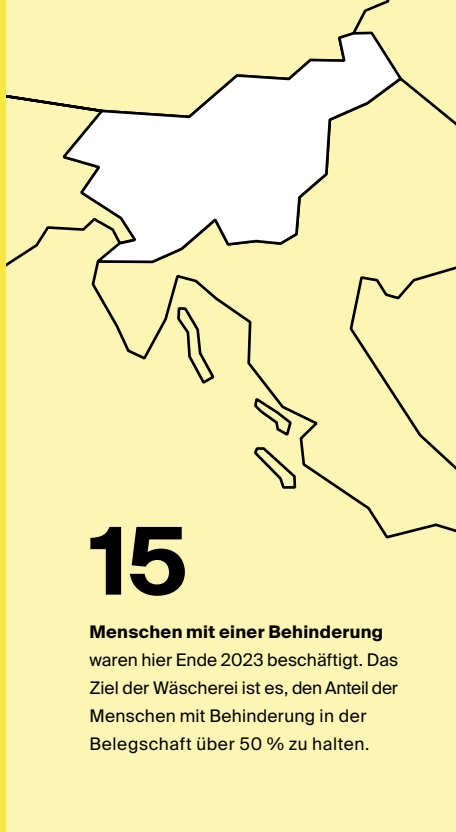 15
Menschen mit einer Behinderung
waren hier Ende 2023 beschäftigt. Das
Ziel der Wäscherei ist es, den Anteil der
Menschen mit Behinderung in der
Belegschaft über 50 % zu halten.